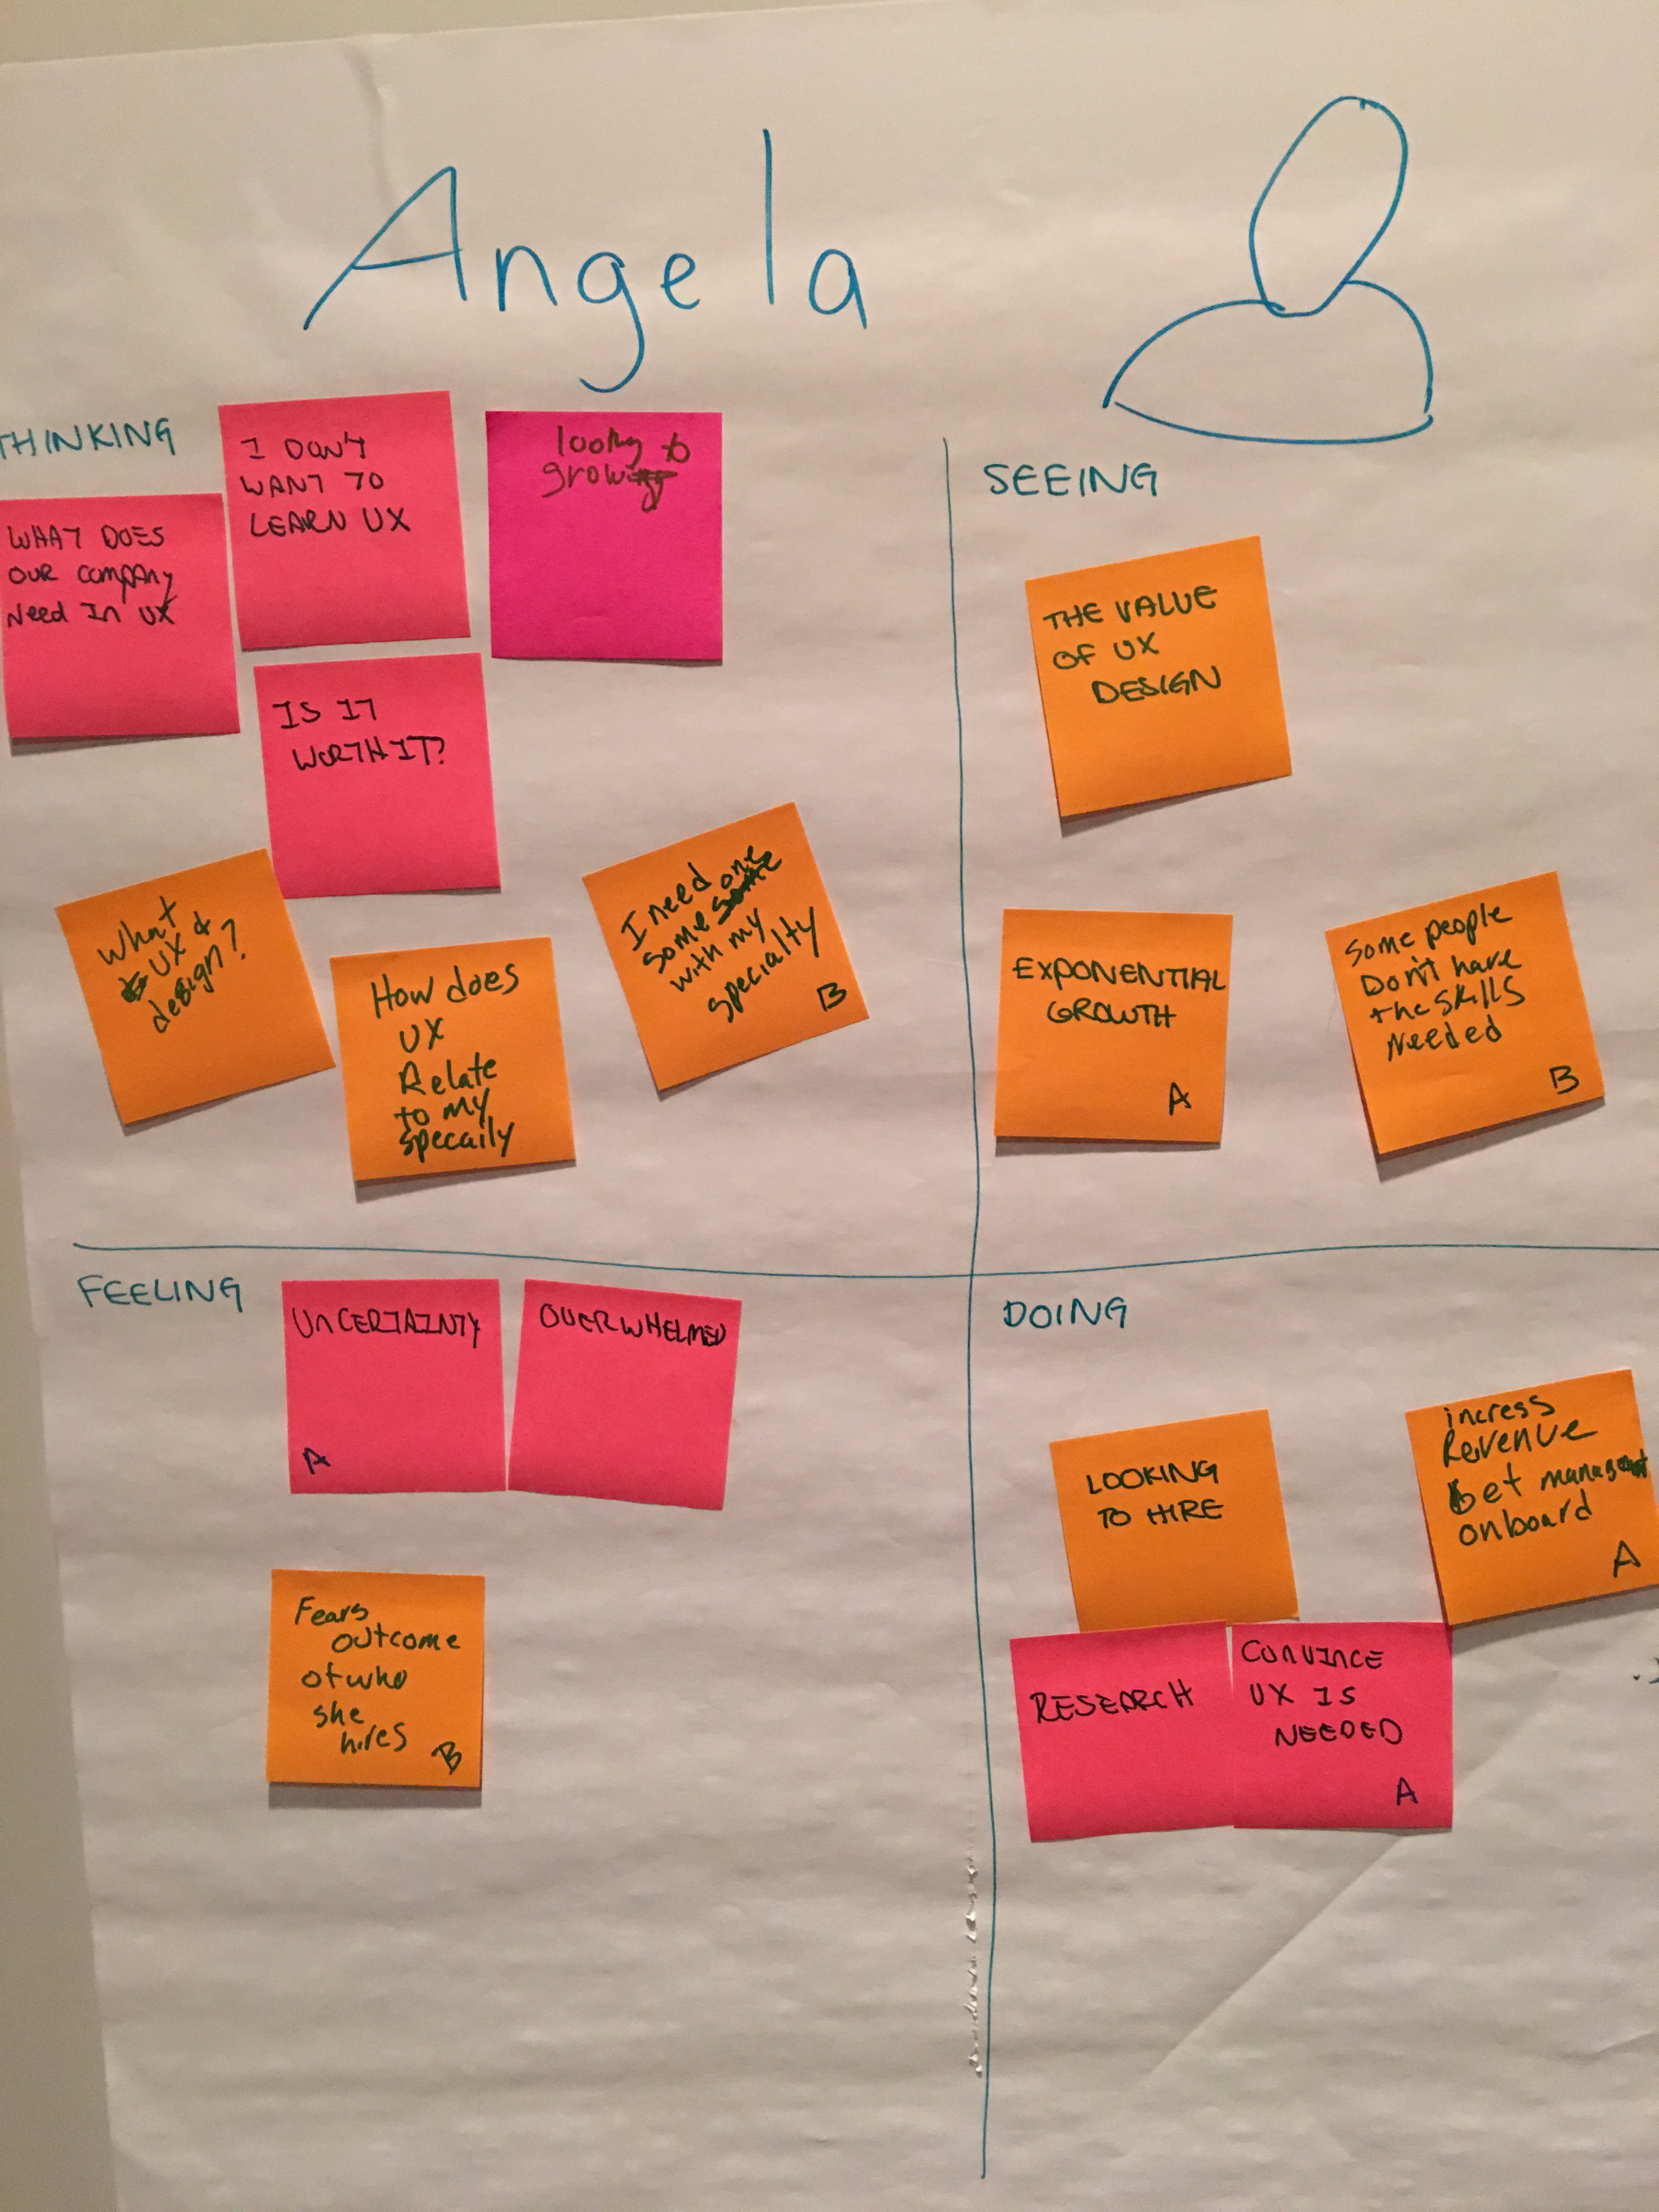 Angela
THINKING
WHAT DOES
OUR COMPANY
Need In UX
I DON'T
WANT TO
LEARN UX
looking to
grow
IS IT
WORTH IT?
What
UX &
design?
How does
UX
Relate
to my
specaily
I need
some one
with my
specialty
B
SEEING
THE VALUE
OF UX
DESIGN
EXPONENTIAL
GROWTH
A
Some people
Don't have
the skills
Needed
B
FEELING
UNCERTAINTY
A
OVERWHELMED
Fears
outcome
of who
she
hires
B
DOING
LOOKING
TO HIRE
incress
Revenue
get
onboard
A
RESEARCH
CONVINCE
UX IS
NEEDED
A